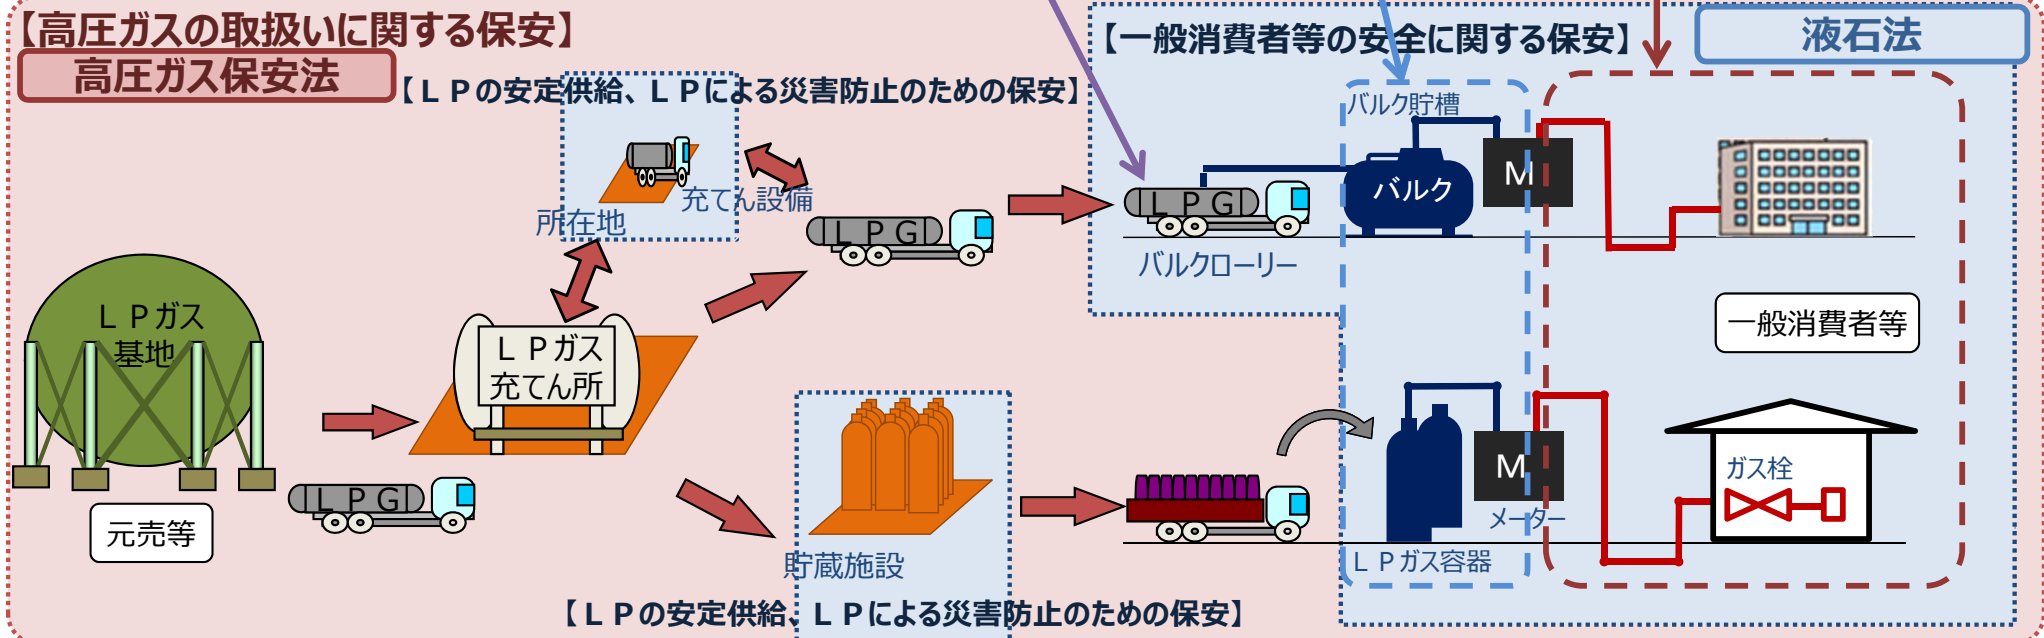 【高圧ガスの取扱いに関する保安】
高圧ガス保安法
【ＬＰの安定供給、ＬＰによる災害防止のための保安】
【一般消費者等の安全に関する保安】
液石法
バルク貯槽
充てん設備
所在地
ＬＰＧ
ＬＰＧ
バルク
Ｍ
バルクローリー
ＬＰガス
基地
ＬＰガス
充てん所
一般消費者等
ＬＰＧ
元売等
貯蔵施設
Ｍ
メーター
ガス栓
ＬＰガス容器
【ＬＰの安定供給、ＬＰによる災害防止のための保安】